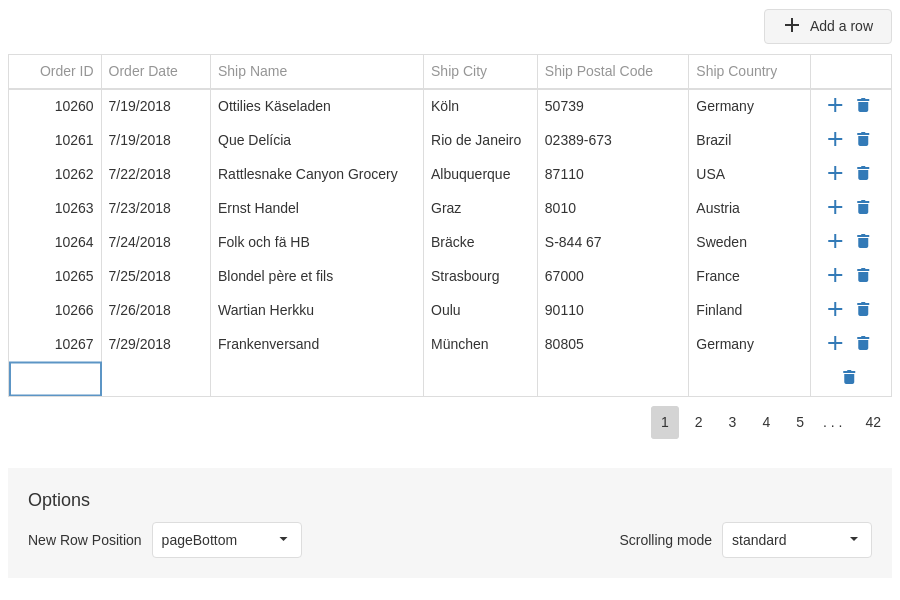 Add a row
Order ID Order Date Ship Name Ship City Ship Postal Code Ship Country
10260 7/19/2018 Ottilies Käseladen Köln 50739 Germany
10261 7/19/2018 Que Delícia Rio de Janeiro 02389-673 Brazil
10262 7/22/2018 Rattlesnake Canyon Grocery Albuquerque 87110 USA
10263 7/23/2018 Ernst Handel Graz 8010 Austria
10264 7/24/2018 Folk och fä HB Bräcke S-844 67 Sweden
10265 7/25/2018 Blondel père et fils Strasbourg 67000 France
10266 7/26/2018 Wartian Herkku Oulu 90110 Finland
10267 7/29/2018 Frankenversand München 80805 Germany
1 2 3 4 5 . . . 42
Options
New Row Position pageBottom Scrolling mode standard